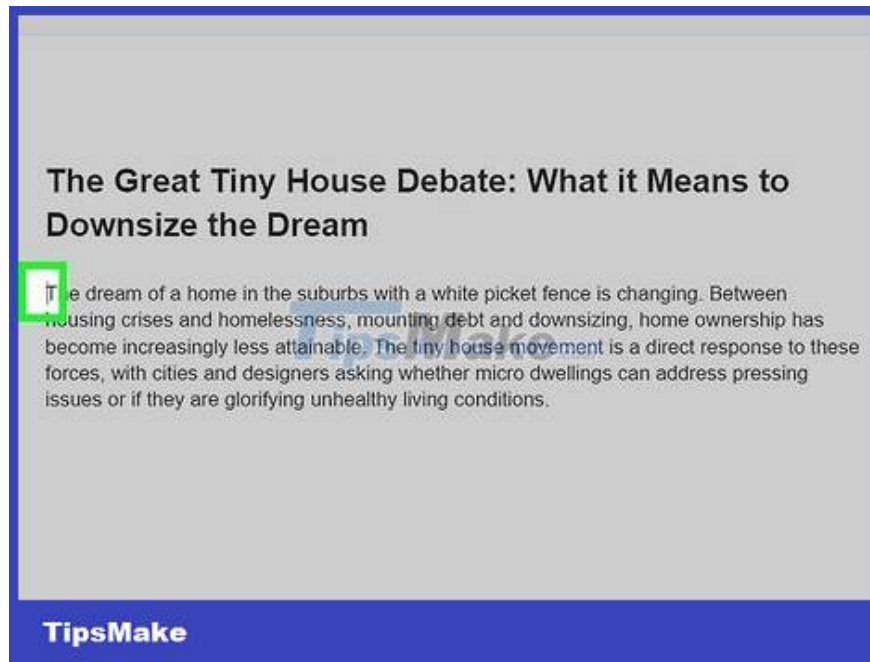 The Great Tiny House Debate: What it Means to
Downsize the Dream
The dream of a home in the suburbs with a white picket fence is changing. Between
housing crises and homelessness, mounting debt and downsizing, home ownership has
become increasingly less attainable. The tiny house movement is a direct response to these
forces, with cities and designers asking whether micro dwellings can address pressing
issues or if they are glorifying unhealthy living conditions.
TipsMake
TipsMake